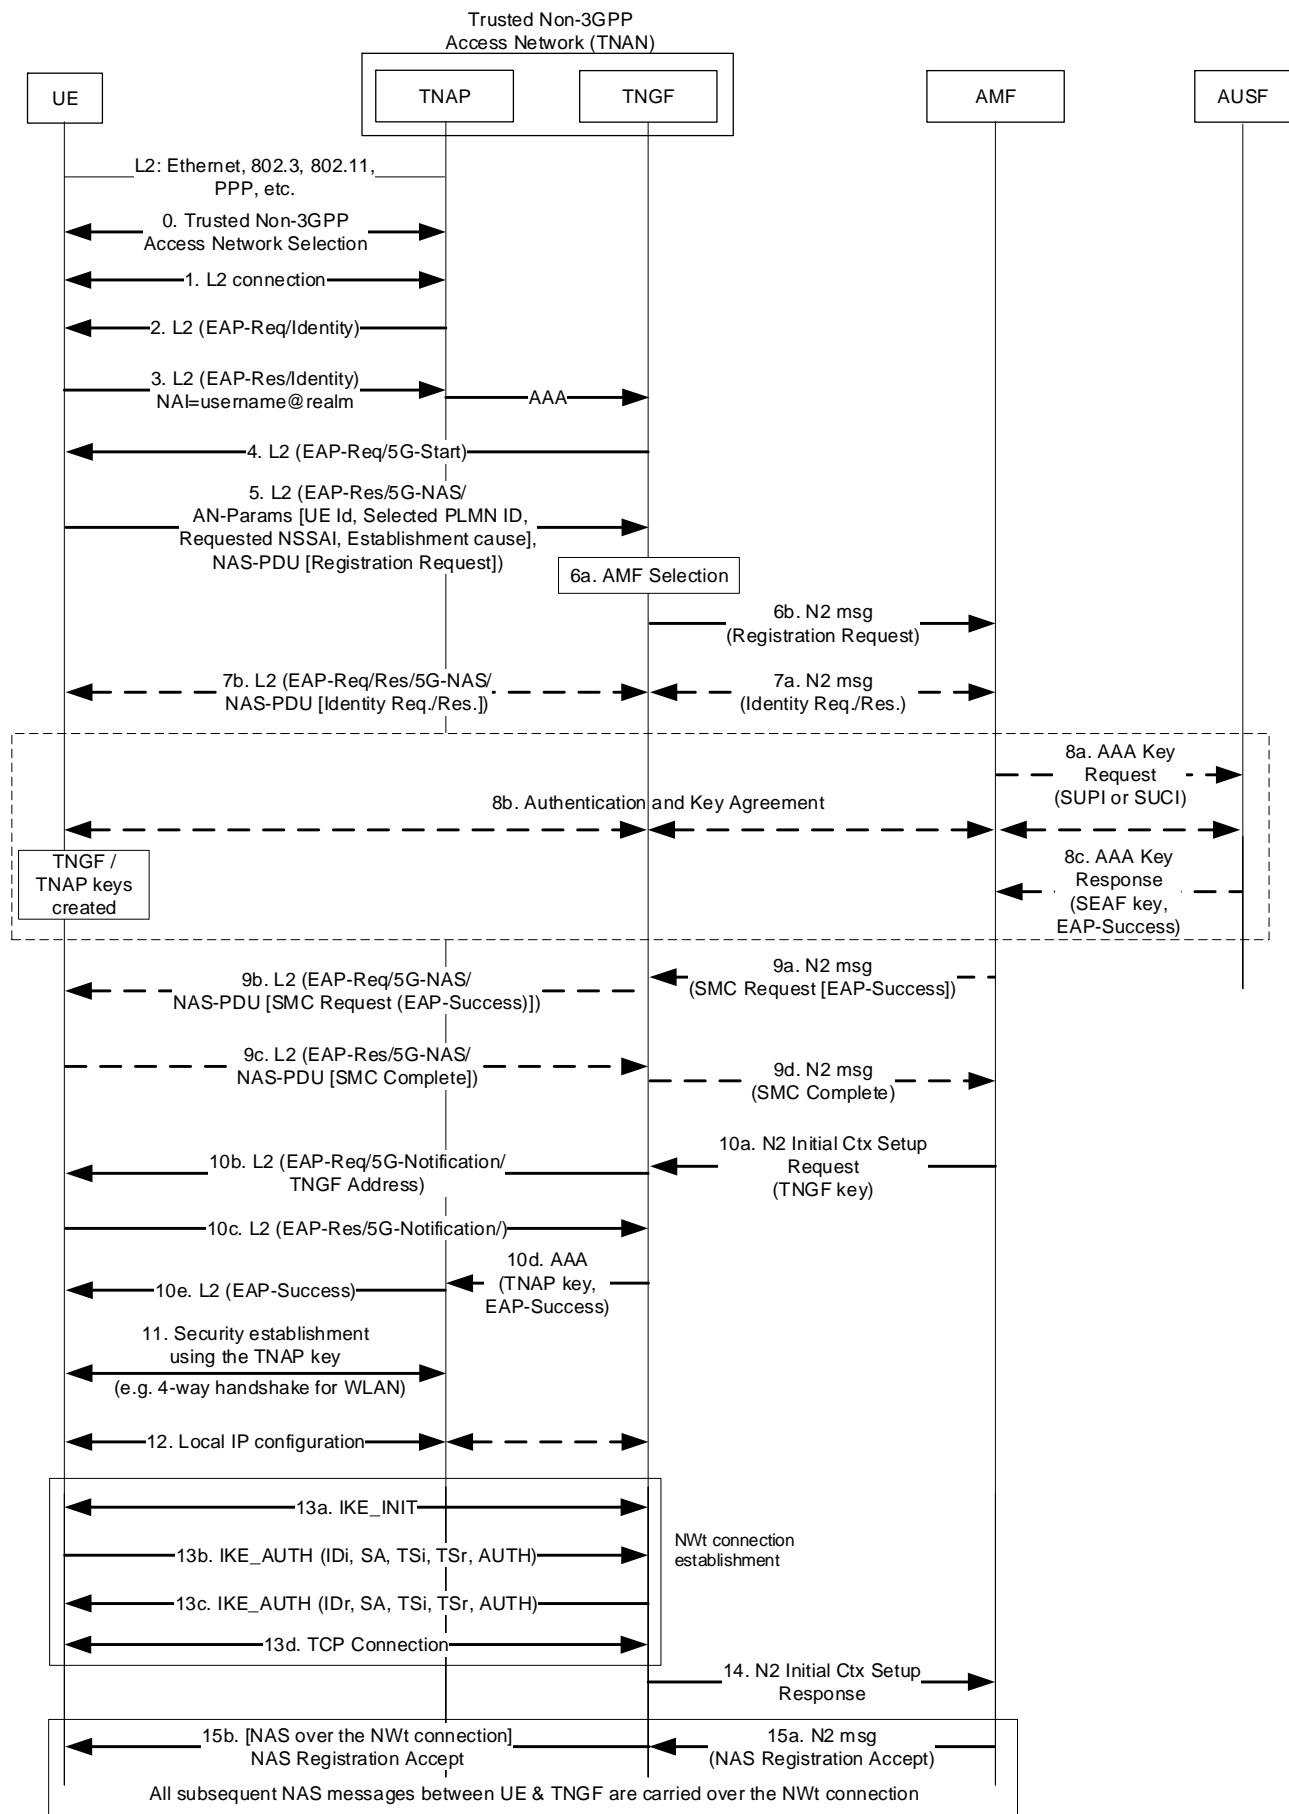 Trusted Non-3GPP
Access Network (TNAN)
UE
TNAP
TNGF
AMF
AUSF
L2: Ethernet, 802.3, 802.11,
PPP, etc.
0. Trusted Non-3GPP
Access Network Selection
1. L2 connection
2. L2 (EAP-Req/Identity)
3. L2 (EAP-Res/Identity)
NAI=username@realm
AAA
4. L2 (EAP-Req/5G-Start)
5. L2 (EAP-Res/5G-NAS/
AN-Params [UE Id, Selected PLMN ID,
Requested NSSAI, Establishment cause],
NAS-PDU [Registration Request])
6a. AMF Selection
6b. N2 msg
(Registration Request)
7b. L2 (EAP-Req/Res/5G-NAS/
NAS-PDU [Identity Req./Res.])
7a. N2 msg
(Identity Req./Res.)
8a. AAA Key
Request
(SUPI or SUCI)
8b. Authentication and Key Agreement
TNGF /
TNAP keys
created
8c. AAA Key
Response
(SEAF key,
EAP-Success)
9b. L2 (EAP-Req/5G-NAS/
NAS-PDU [SMC Request (EAP-Success)])
9a. N2 msg
(SMC Request [EAP-Success])
9c. L2 (EAP-Res/5G-NAS/
NAS-PDU [SMC Complete])
9d. N2 msg
(SMC Complete)
10a. N2 Initial Ctx Setup
Request
(TNGF key)
10b. L2 (EAP-Req/5G-Notification/
TNGF Address)
10c. L2 (EAP-Res/5G-Notification/)
10d. AAA
(TNAP key,
EAP-Success)
10e. L2 (EAP-Success)
11. Security establishment
using the TNAP key
(e.g. 4-way handshake for WLAN)
12. Local IP configuration
13a. IKE_INIT
13b. IKE_AUTH (IDi, SA, TSi, TSr, AUTH)
NWt connection
establishment
13c. IKE_AUTH (IDr, SA, TSi, TSr, AUTH)
13d. TCP Connection
14. N2 Initial Ctx Setup
Response
15b. [NAS over the NWt connection]
NAS Registration Accept
15a. N2 msg
(NAS Registration Accept)
All subsequent NAS messages between UE & TNGF are carried over the NWt connection